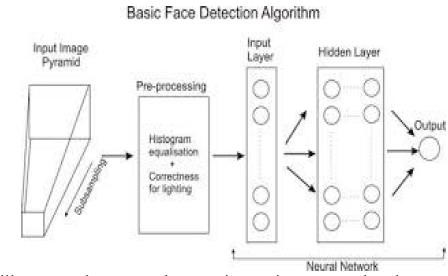 Basic Face Detection Algorithm
Input Image
Pyramid
Subsampling
Pre-processing
Histogram
equalisation
+
Correctness
for lighting
Input
Layer
Hidden Layer
Output
Neural Network